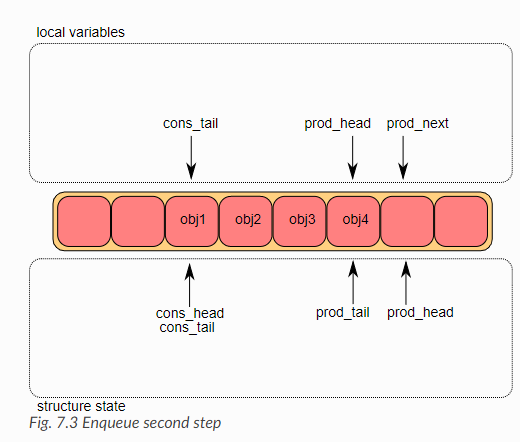 local variables
cons_tail
prod_head
prod_next
obj1
obj2
obj3
obj4
cons_head
cons_tail
prod_tail
prod_head
structure state
Fig. 7.3 Enqueue second step